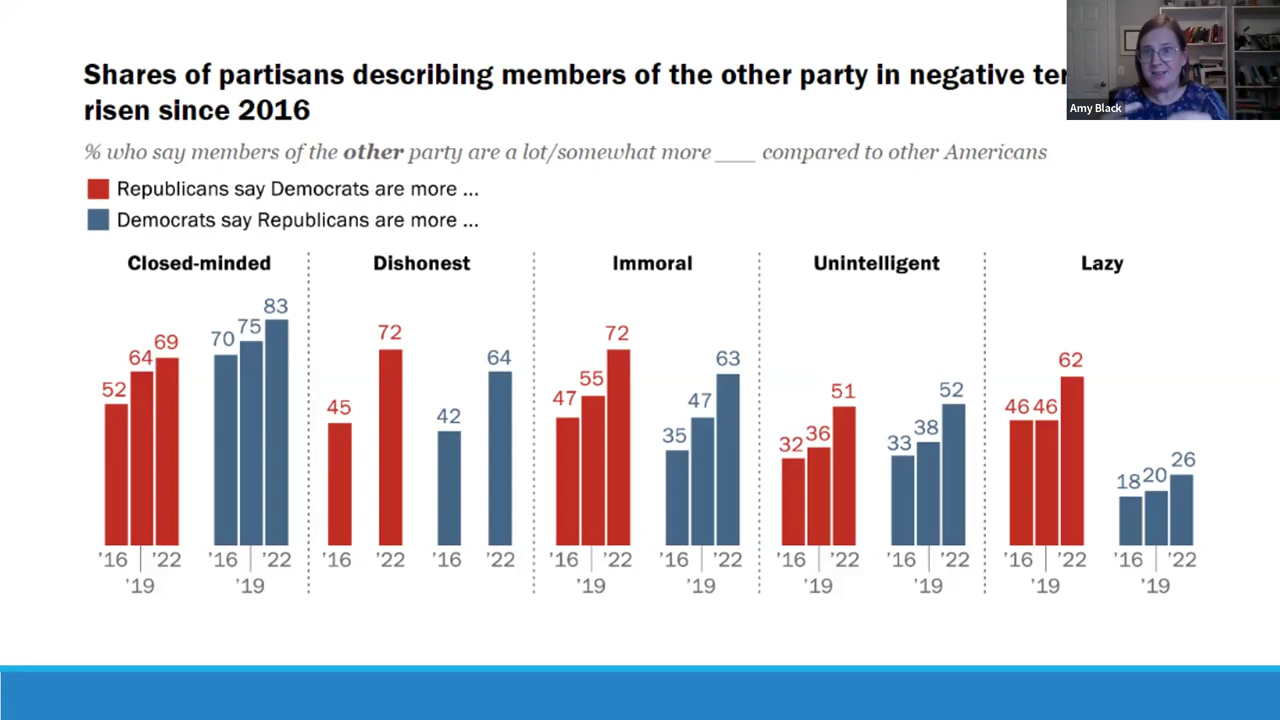 Shares of partisans describing members of the other party in negative
risen since 2016
% who say members of the other party are a lot/somewhat more ___ compared to other Americans
Republicans say Democrats are more ...
Democrats say Republicans are more ...
Amy Black
Closed-minded Dishonest Immoral Unintelligent Lazy
52 64 69 70 75 83
45 72 42 64
47 55 72 35 47 63
32 36 51 33 38 52
46 46 62 18 20 26
'16 '22 '16 '22 '16 '22 '16 '22 '16 '22 '16 '22 '16 '22 '16 '22 '16 '22 '16 '22
'19 '19 '19 '19 '19 '19 '19 '19